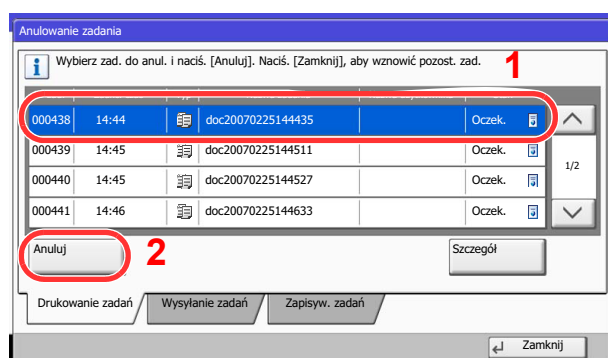 Anulowanie zadania
Wybierz zad. do anul. i naciś. [Anuluj]. Naciś. [Zamknij], aby wznowić pozost. zad.
1
000438 14:44 doc20070225144435 Oczek.
000439 14:45 doc20070225144511 Oczek.
1/2
000440 14:45 doc20070225144527 Oczek.
000441 14:46 doc20070225144633 Oczek.
Anuluj 2 Szczegół
Drukowanie zadań Wysyłanie zadań Zapisyw. zadań
Zamknij